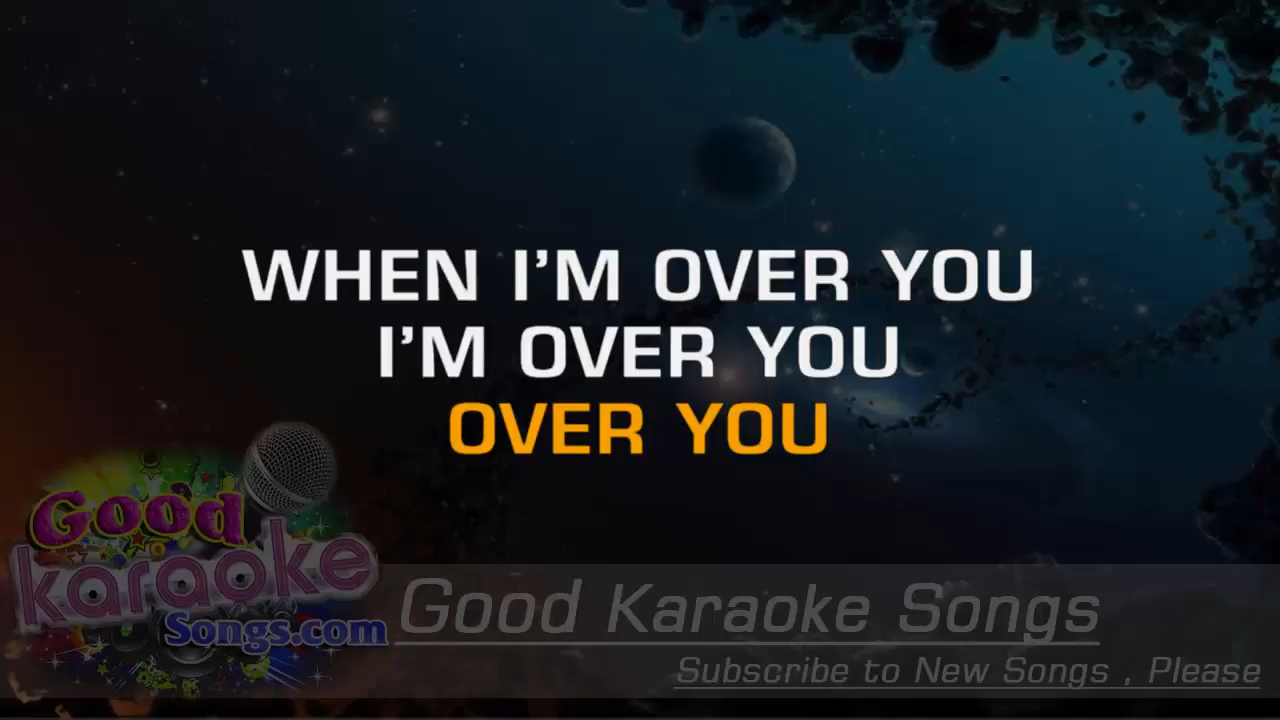 WHEN I'M OVER YOU
I'M OVER YOU
OVER YOU
Good
karaoke
Songs.com
Good Karaoke Songs
Subscribe to New Songs , Please